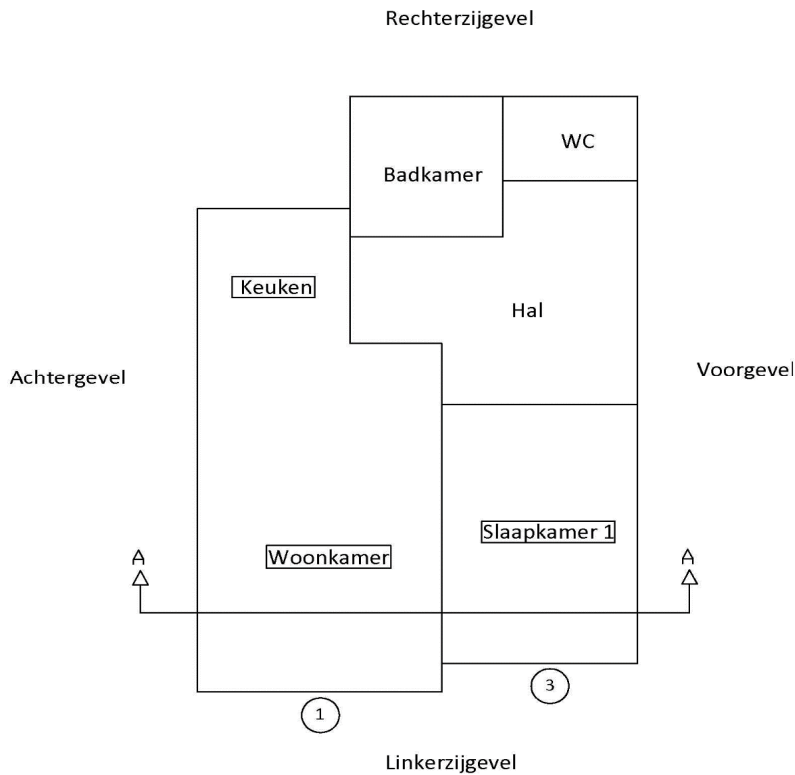 Rechterzijgevel
WC
Badkamer
Keuken
Hal
Achtergevel
Voorgevel
Slaapkamer 1
Woonkamer
A
A
3
1
Linkerzijgevel